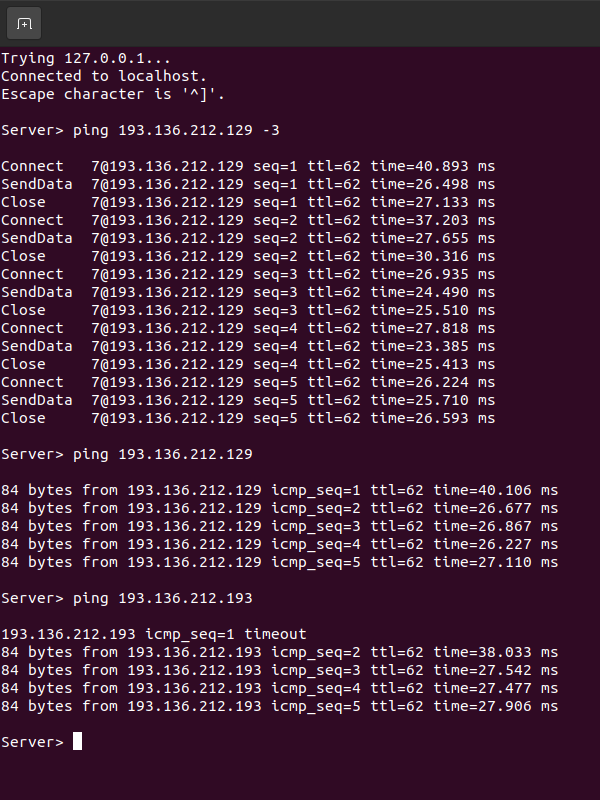 Trying 127.0.0.1...
Connected to localhost.
Escape character is '^]'.
Server> ping 193.136.212.129 -3
Connect   7@193.136.212.129 seq=1 ttl=62 time=40.893 ms
SendData  7@193.136.212.129 seq=1 ttl=62 time=26.498 ms
Close     7@193.136.212.129 seq=1 ttl=62 time=27.133 ms
Connect   7@193.136.212.129 seq=2 ttl=62 time=37.203 ms
SendData  7@193.136.212.129 seq=2 ttl=62 time=27.655 ms
Close     7@193.136.212.129 seq=2 ttl=62 time=30.316 ms
Connect   7@193.136.212.129 seq=3 ttl=62 time=26.935 ms
SendData  7@193.136.212.129 seq=3 ttl=62 time=24.490 ms
Close     7@193.136.212.129 seq=3 ttl=62 time=25.510 ms
Connect   7@193.136.212.129 seq=4 ttl=62 time=27.818 ms
SendData  7@193.136.212.129 seq=4 ttl=62 time=23.385 ms
Close     7@193.136.212.129 seq=4 ttl=62 time=25.413 ms
Connect   7@193.136.212.129 seq=5 ttl=62 time=26.224 ms
SendData  7@193.136.212.129 seq=5 ttl=62 time=25.710 ms
Close     7@193.136.212.129 seq=5 ttl=62 time=26.593 ms
Server> ping 193.136.212.129
84 bytes from 193.136.212.129 icmp_seq=1 ttl=62 time=40.106 ms
84 bytes from 193.136.212.129 icmp_seq=2 ttl=62 time=26.677 ms
84 bytes from 193.136.212.129 icmp_seq=3 ttl=62 time=26.867 ms
84 bytes from 193.136.212.129 icmp_seq=4 ttl=62 time=26.227 ms
84 bytes from 193.136.212.129 icmp_seq=5 ttl=62 time=27.110 ms
Server> ping 193.136.212.193
193.136.212.193 icmp_seq=1 timeout
84 bytes from 193.136.212.193 icmp_seq=2 ttl=62 time=38.033 ms
84 bytes from 193.136.212.193 icmp_seq=3 ttl=62 time=27.542 ms
84 bytes from 193.136.212.193 icmp_seq=4 ttl=62 time=27.477 ms
84 bytes from 193.136.212.193 icmp_seq=5 ttl=62 time=27.906 ms
Server>